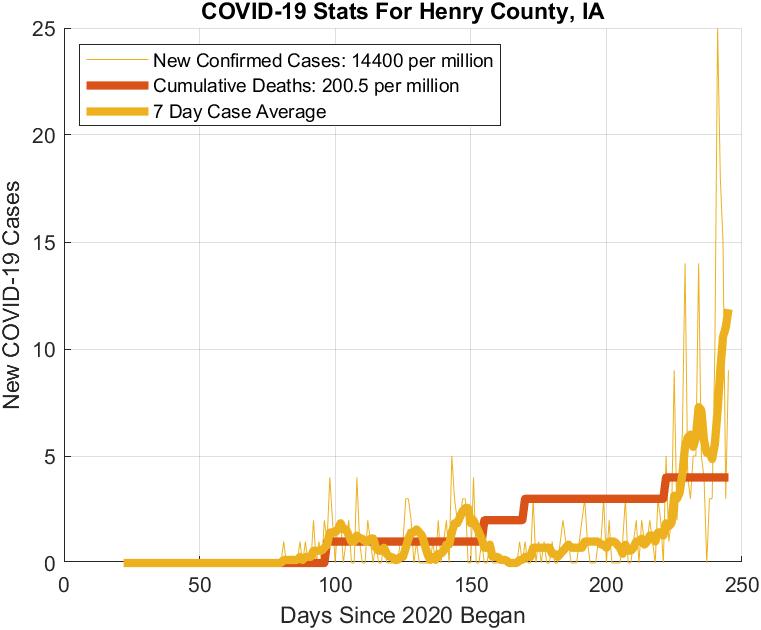 COVID-19 Stats For Henry County, IA
25
20
15
10
5
0
New COVID-19 Cases
New Confirmed Cases: 14400 per million
Cumulative Deaths: 200.5 per million
7 Day Case Average
0 50 100 150 200 250
Days Since 2020 Began